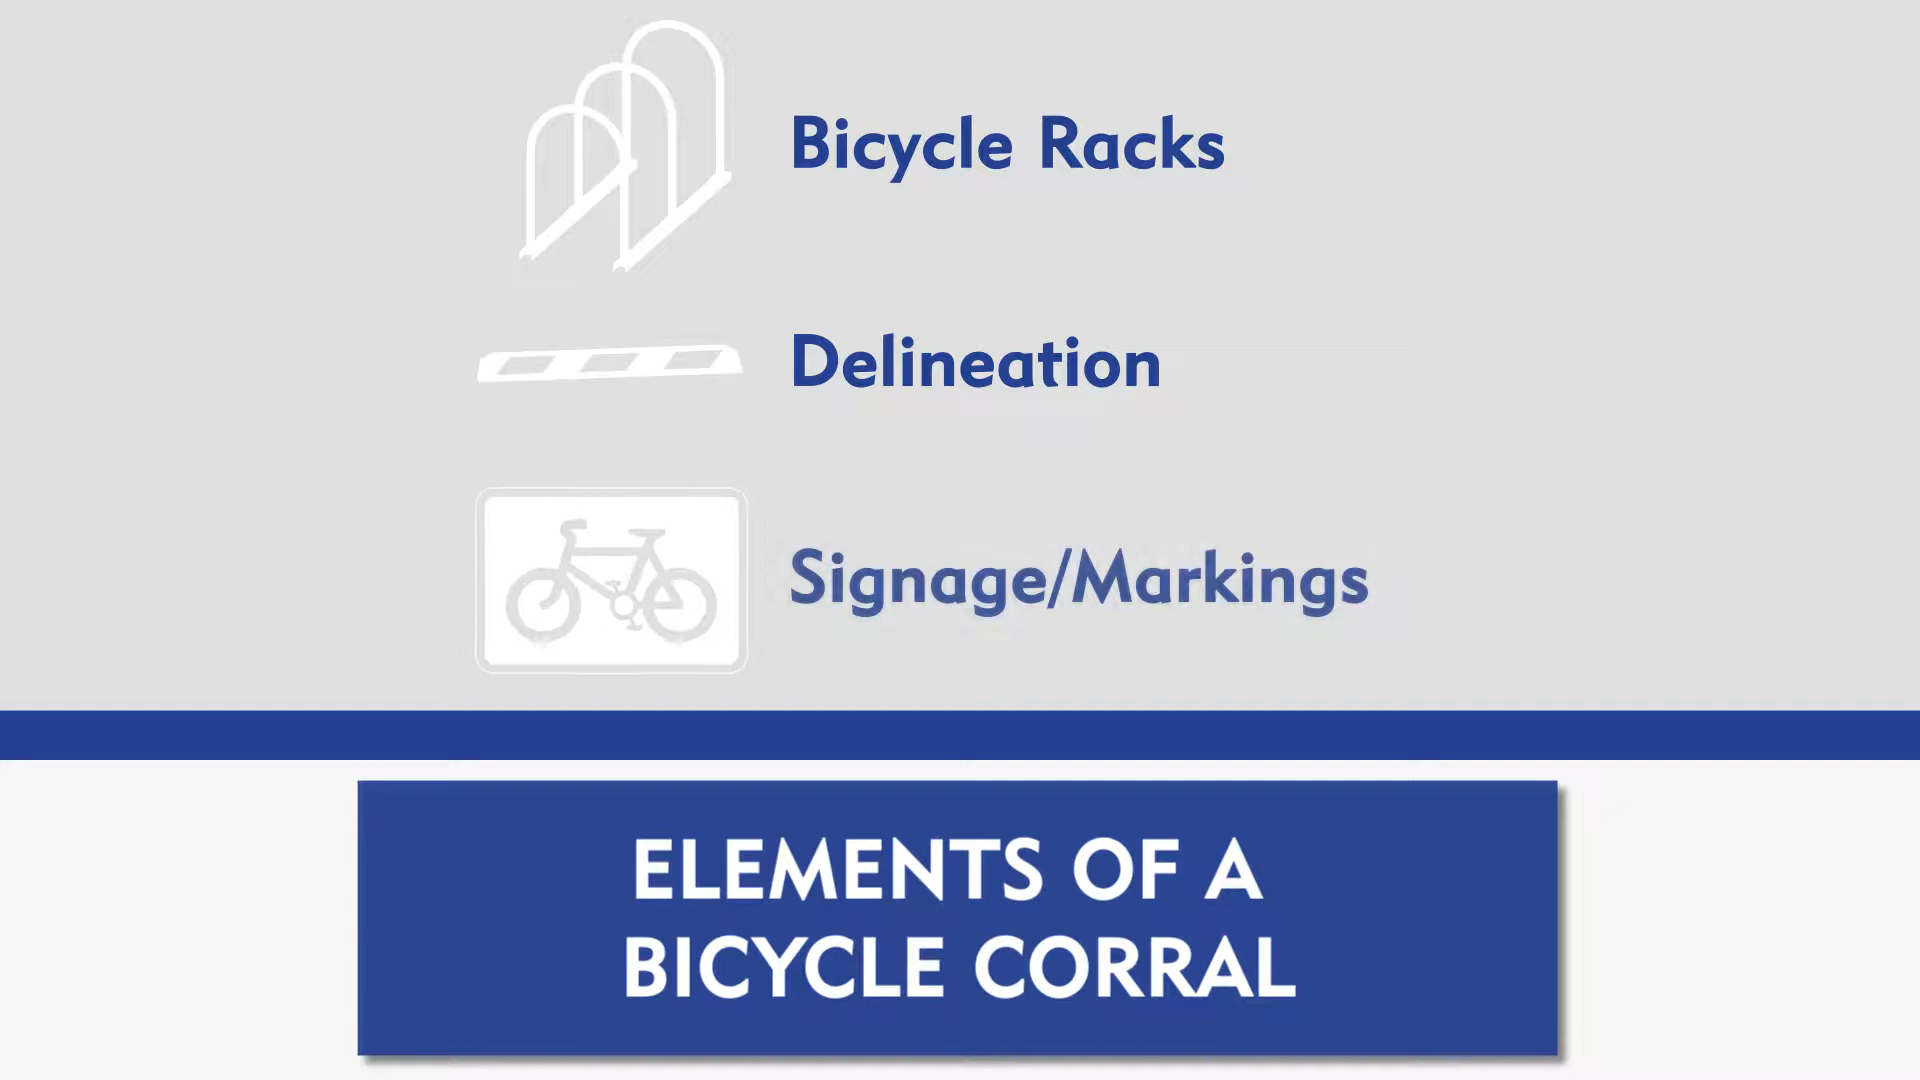 Bicycle Racks
Delineation
Signage/Markings
ELEMENTS OF A
BICYCLE CORRAL